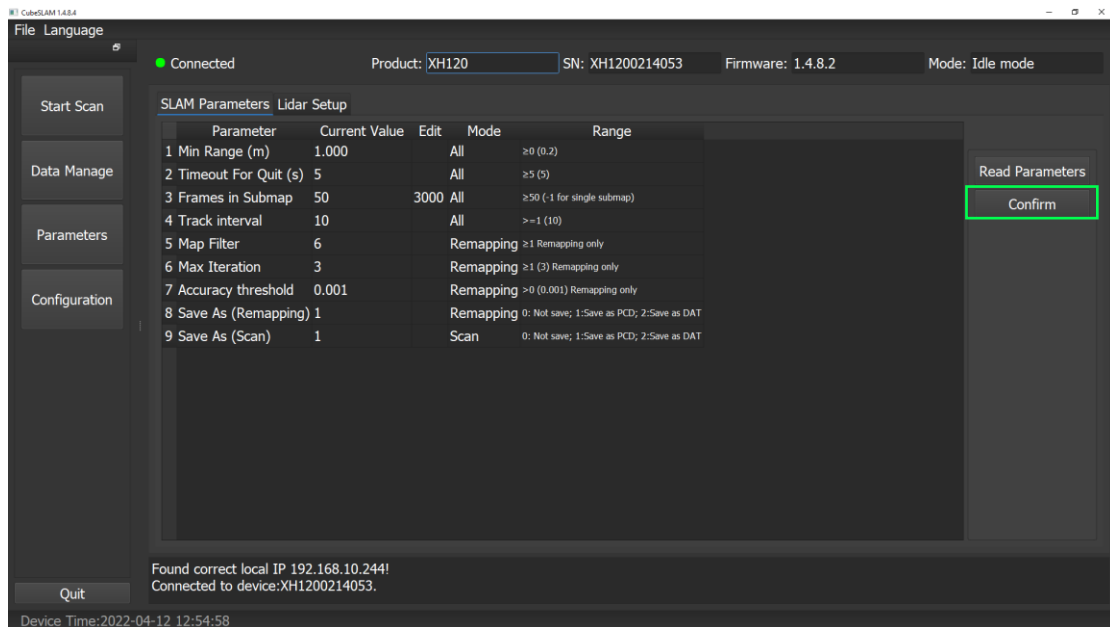 CubeSLAM 1.4.8.4
File Language
Connected Product: XH120 SN: XH1200214053 Firmware: 1.4.8.2 Mode: Idle mode
Start Scan
Data Manage
Parameters
Configuration
Quit
SLAM Parameters Lidar Setup
Parameter Current Value Edit Mode Range
1 Min Range (m) 1.000 All ≥0 (0.2)
2 Timeout For Quit (s) 5 All ≥5 (5)
3 Frames in Submap 50 3000 All ≥50 (-1 for single submap)
4 Track interval 10 All >=1 (10)
5 Map Filter 6 Remapping ≥1 Remapping only
6 Max Iteration 3 Remapping ≥1 (3) Remapping only
7 Accuracy threshold 0.001 Remapping >0 (0.001) Remapping only
8 Save As (Remapping) 1 Remapping 0: Not save; 1:Save as PCD; 2:Save as DAT
9 Save As (Scan) 1 Scan 0: Not save; 1:Save as PCD; 2:Save as DAT
Read Parameters
Confirm
Found correct local IP 192.168.10.244!
Connected to device:XH1200214053.
Device Time:2022-04-12 12:54:58